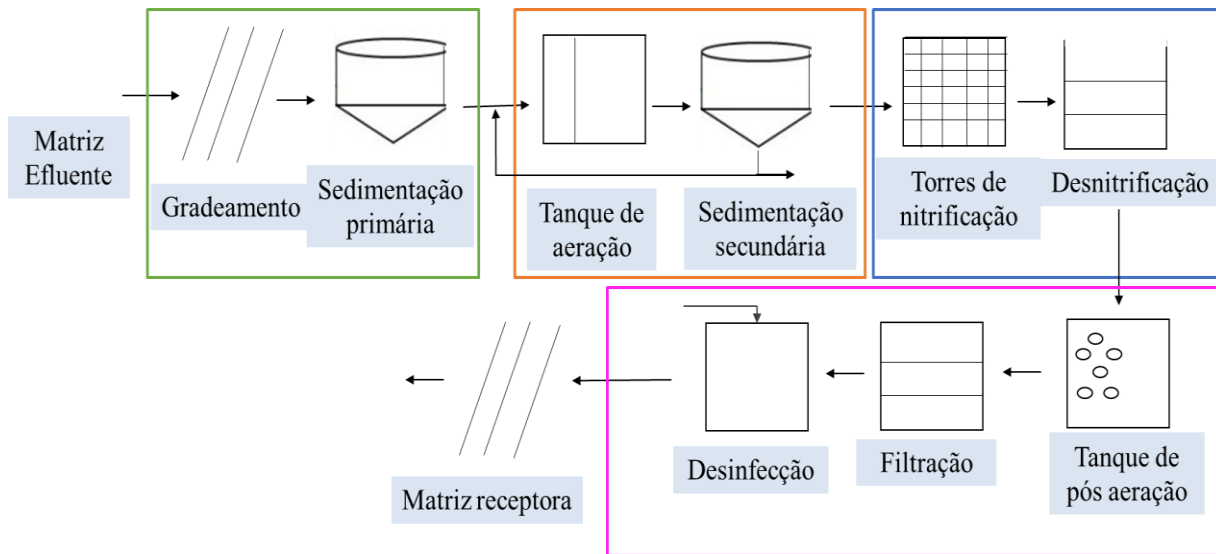 Matriz
Efluente
Gradeamento
Sedimentação
primária
Tanque de
aeração
Sedimentação
secundária
Torres de
nitrificação
Desnitrificação
Tanque de
pós aeração
Filtração
Desinfecção
Matriz receptora